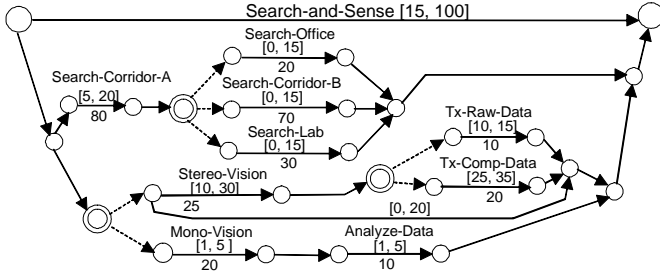 Search-and-Sense [15, 100]
Search-Office
[0, 15]
20
Search-Corridor-A
[5, 20]
80
Search-Corridor-B
[0, 15]
70
Search-Lab
[0, 15]
30
Tx-Raw-Data
[10, 15]
10
Stereo-Vision
[10, 30]
25
Tx-Comp-Data
[25, 35]
20
[0, 20]
Mono-Vision
[1, 5 ]
20
Analyze-Data
[1, 5]
10